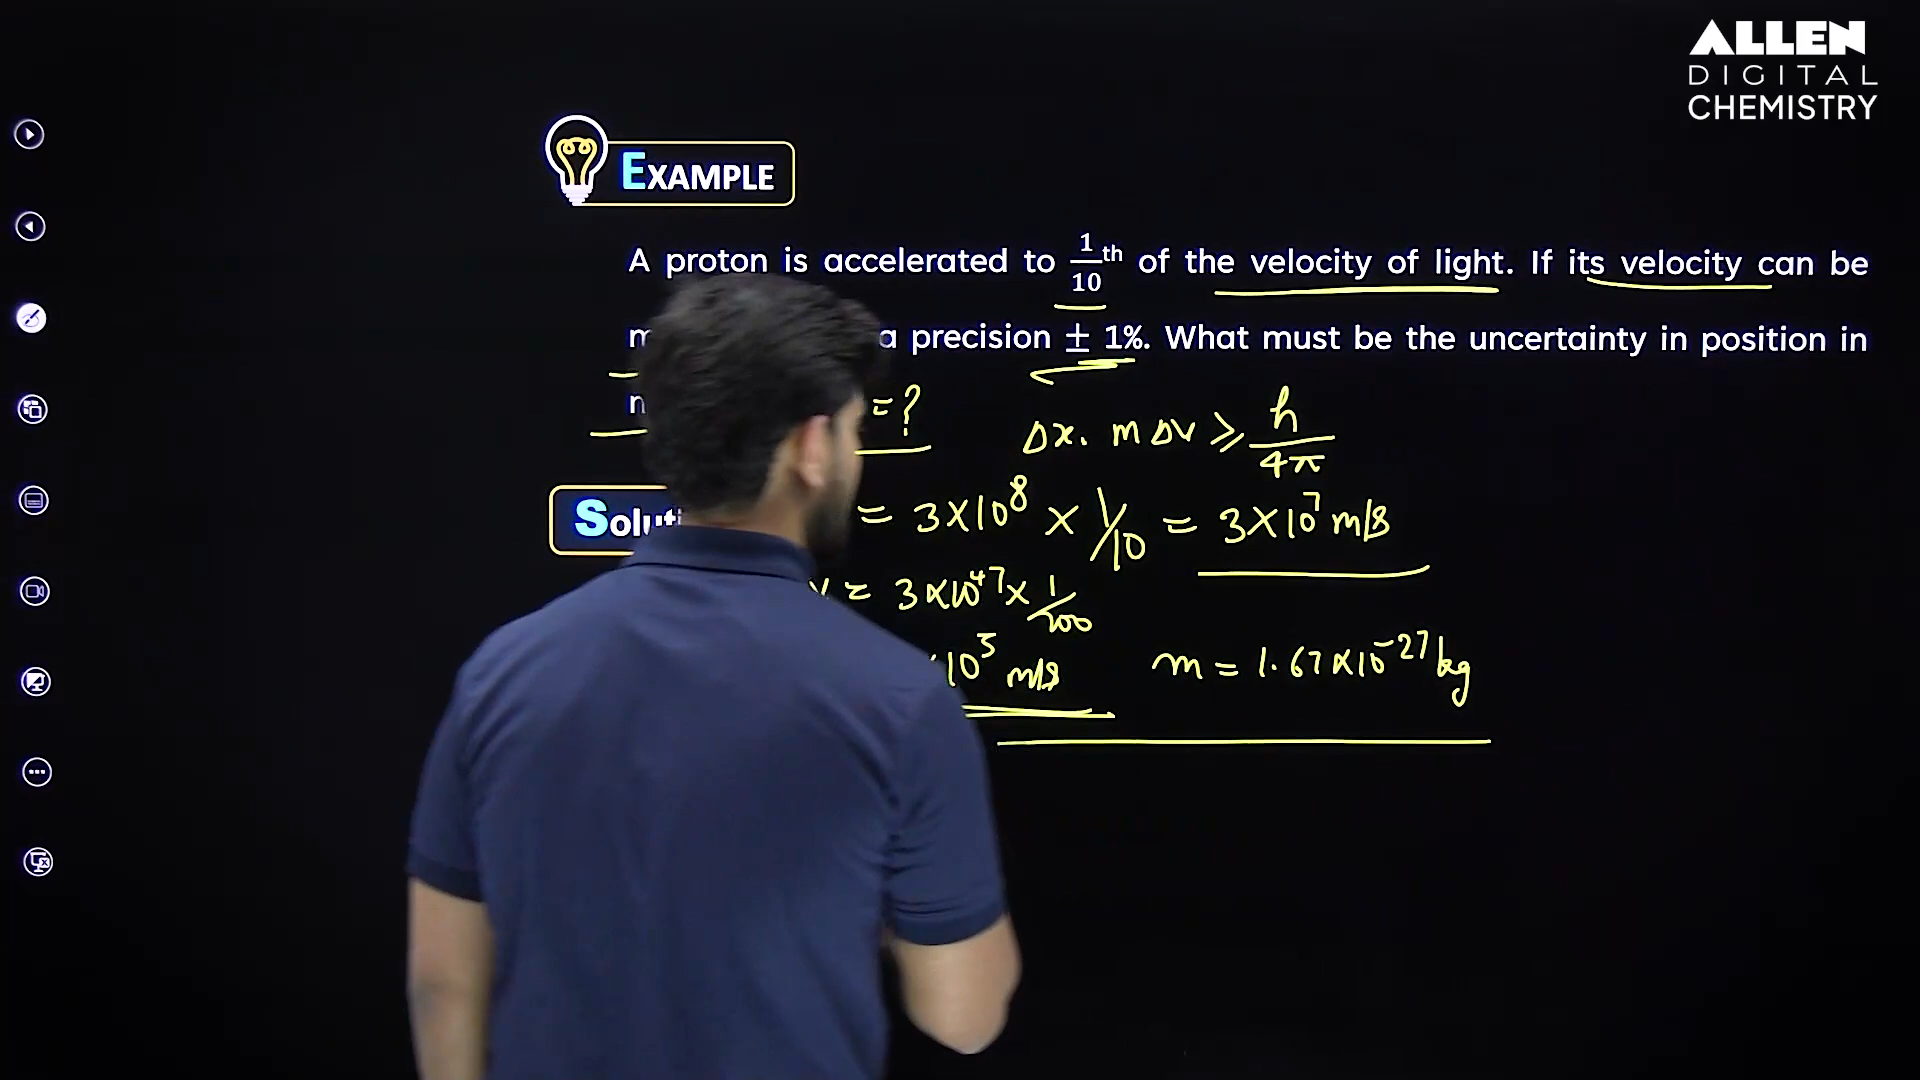 ALLEN
DIGITAL
CHEMISTRY
EXAMPLE
A proton is accelerated to 1/10 th of the velocity of light. If its velocity can be
a precision ± 1%. What must be the uncertainty in position in
= ?
Δx. m Δv ≥ h/4π
= 3×10⁸ × 1/10 = 3×10⁷ m/s
= 3×10⁷ × 1/100
×10⁵ m/s
m = 1.67×10⁻²⁷ kg